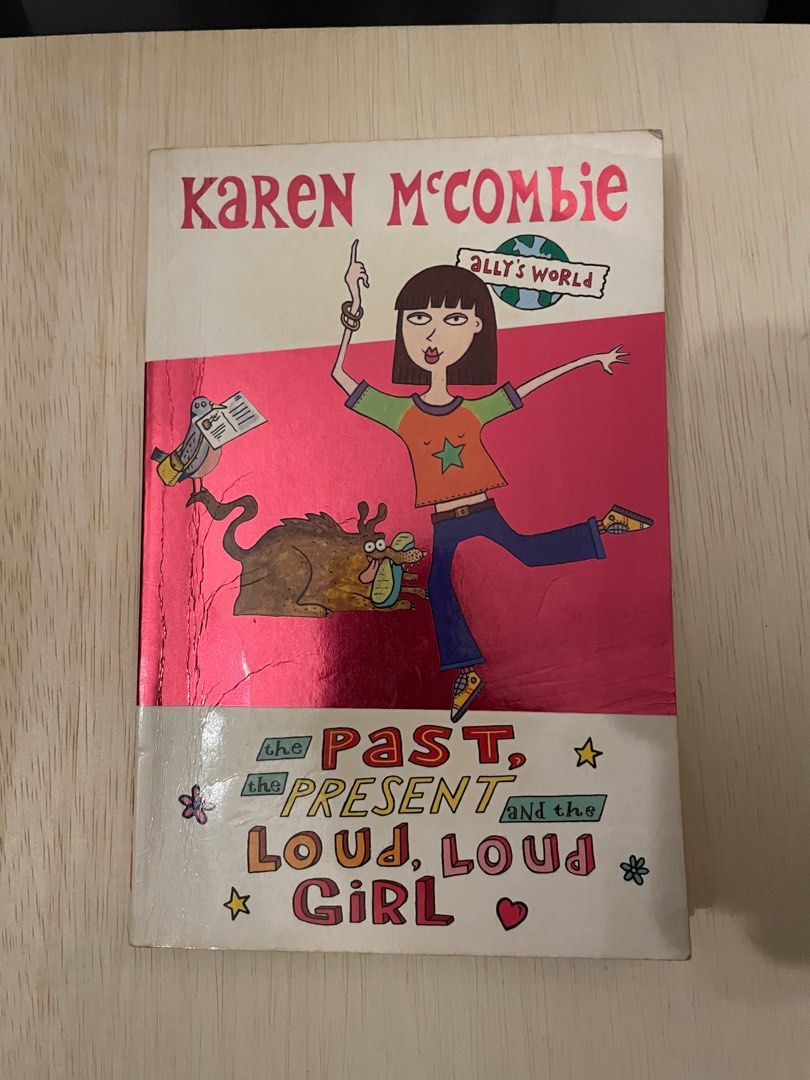 KaREN McCOMbiE
aLLY'S WORLd
the PaST,
the PRESENT aNd the
LOUd, LOUd
GiRL